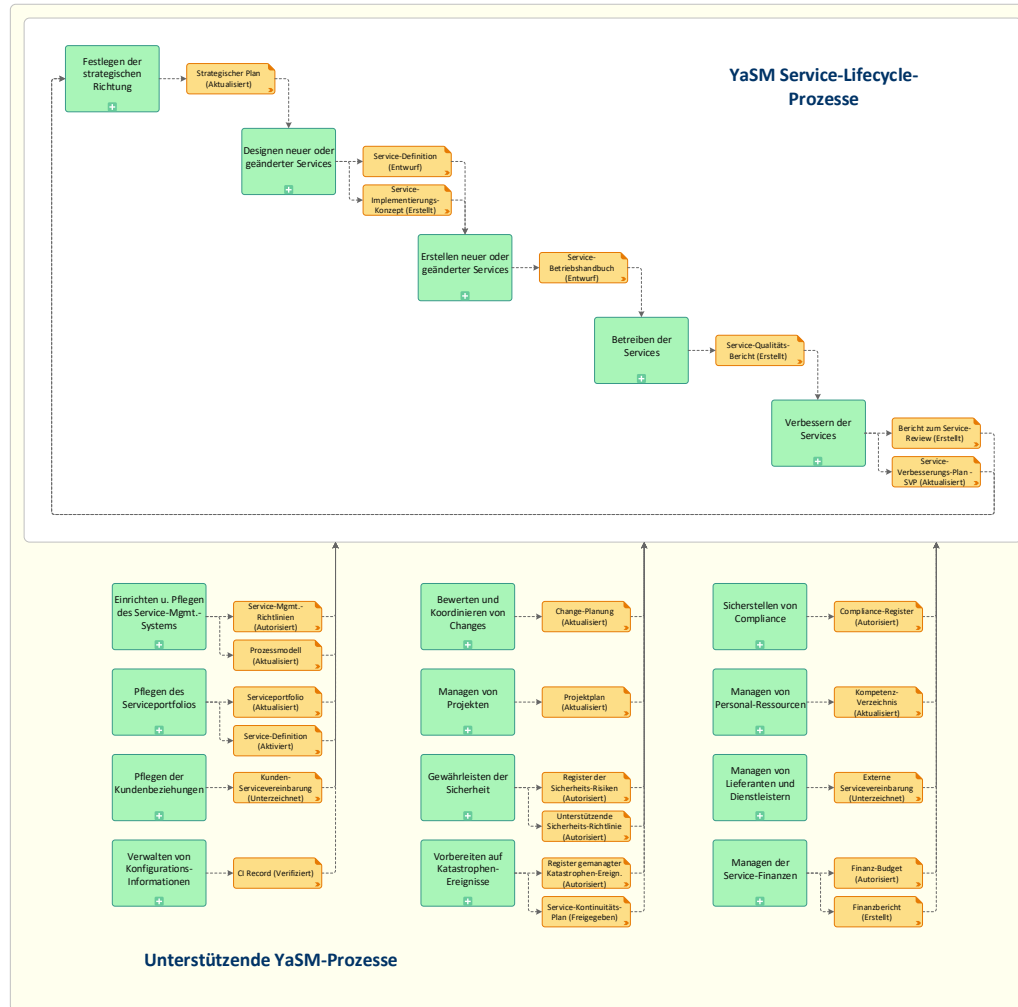 YaSM Service-Lifecycle-
Prozesse
Festlegen der
strategischen
Richtung
Strategischer Plan
(Aktualisiert)
Designen neuer oder
geänderter Services
Service-Definition
(Entwurf)
Service-
Implementierungs-
Konzept (Erstellt)
Erstellen neuer oder
geänderter Services
Service-
Betriebshandbuch
(Entwurf)
Betreiben der
Services
Service-Qualitäts-
Bericht (Erstellt)
Verbessern der
Services
Bericht zum Service-
Review (Erstellt)
Service-
Verbesserungs-Plan -
SVP (Aktualisiert)
Einrichten u. Pflegen
des Service-Mgmt.-
Systems
Service-Mgmt.-
Richtlinien
(Autorisiert)
Prozessmodell
(Aktualisiert)
Pflegen des
Serviceportfolios
Serviceportfolio
(Aktualisiert)
Service-Definition
(Aktiviert)
Pflegen der
Kundenbeziehungen
Kunden-
Servicevereinbarung
(Unterzeichnet)
Verwalten von
Konfigurations-
Informationen
CI Record (Verifiziert)
Bewerten und
Koordinieren von
Changes
Change-Planung
(Aktualisiert)
Managen von
Projekten
Projektplan
(Aktualisiert)
Gewährleisten der
Sicherheit
Register der
Sicherheits-Risiken
(Autorisiert)
Unterstützende
Sicherheits-Richtlinie
(Autorisiert)
Vorbereiten auf
Katastrophen-
Ereignisse
Register gemanagter
Katastrophen-Ereign.
(Autorisiert)
Service-Kontinuitäts-
Plan (Freigegeben)
Sicherstellen von
Compliance
Compliance-Register
(Autorisiert)
Managen von
Personal-Ressourcen
Kompetenz-
Verzeichnis
(Aktualisiert)
Managen von
Lieferanten und
Dienstleistern
Externe
Servicevereinbarung
(Unterzeichnet)
Managen der
Service-Finanzen
Finanz-Budget
(Autorisiert)
Finanzbericht
(Erstellt)
Unterstützende YaSM-Prozesse